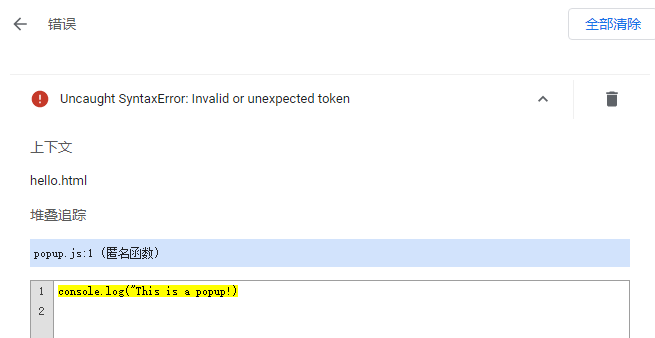 错误
全部清除
Uncaught SyntaxError: Invalid or unexpected token
上下文
hello.html
堆叠追踪
popup.js:1 (匿名函数)
1 console.log("This is a popup!)
2